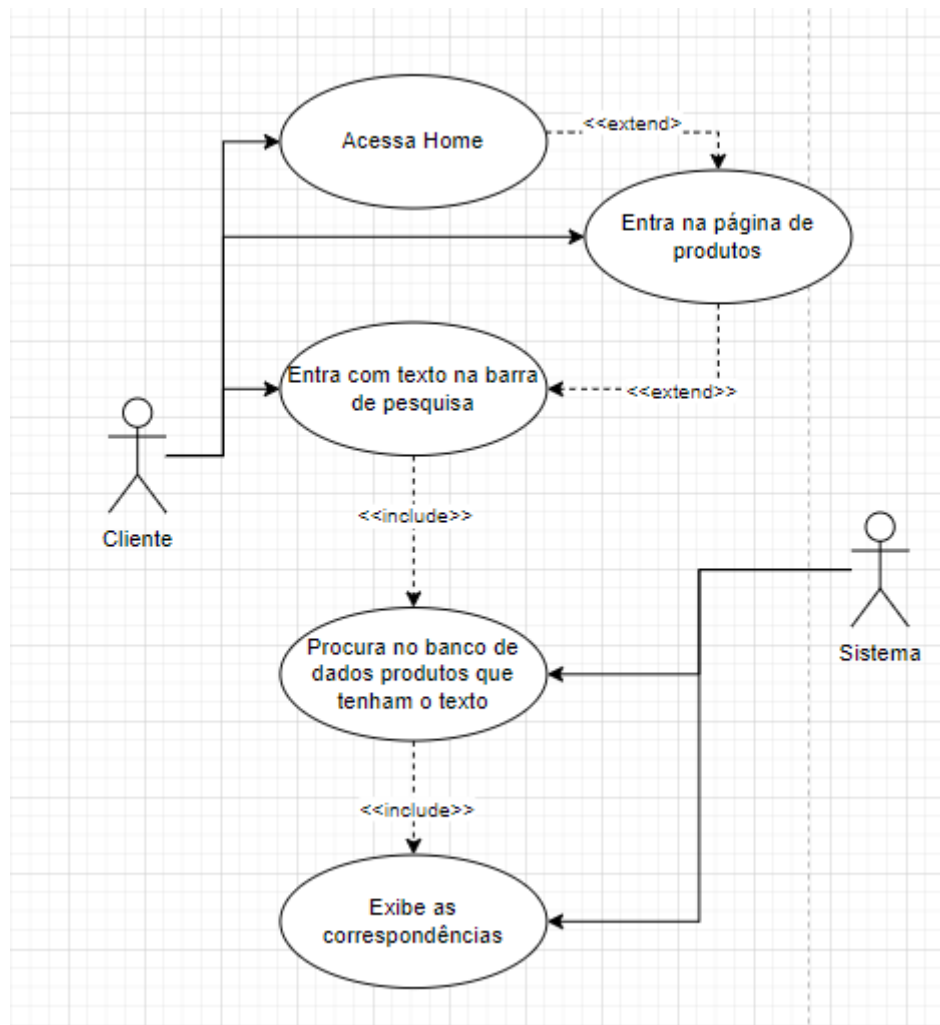 Acessa Home
<<extend>
Entra na página de
produtos
Entra com texto na barra
de pesquisa
<<extend>>
Cliente
<<include>>
Sistema
Procura no banco de
dados produtos que
tenham o texto
<<include>>
Exibe as
correspondências